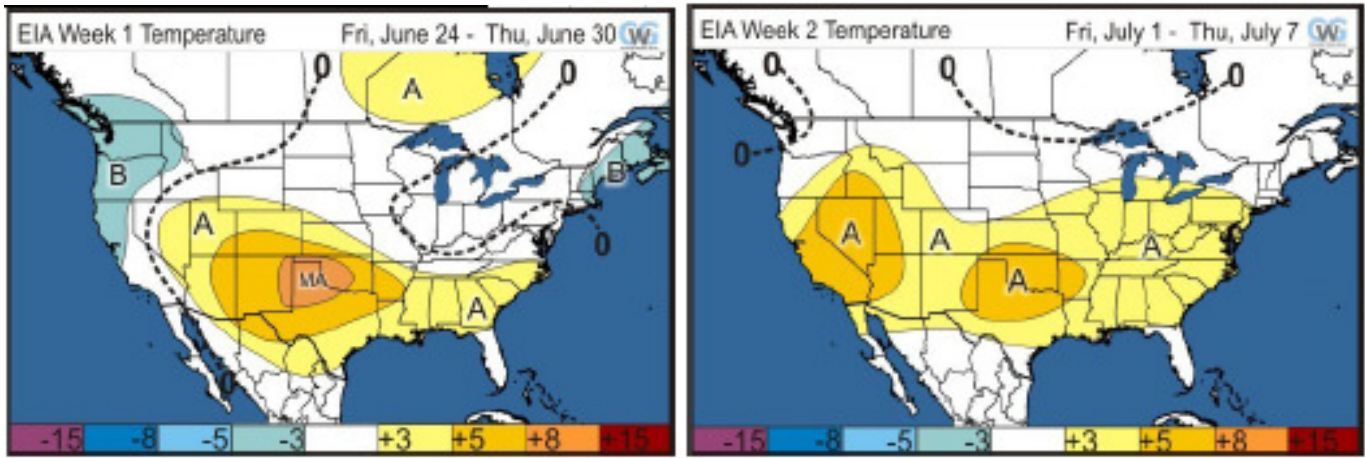 EIA Week 1 Temperature Fri, June 24 - Thu, June 30
0 0
A
B B
A
0
MA
A
0
-15 -8 -5 -3 +3 +5 +8 +15
EIA Week 2 Temperature Fri, July 1 - Thu, July 7
0 0 0
0
A A A
A
-15 -8 -5 -3 +3 +5 +8 +15